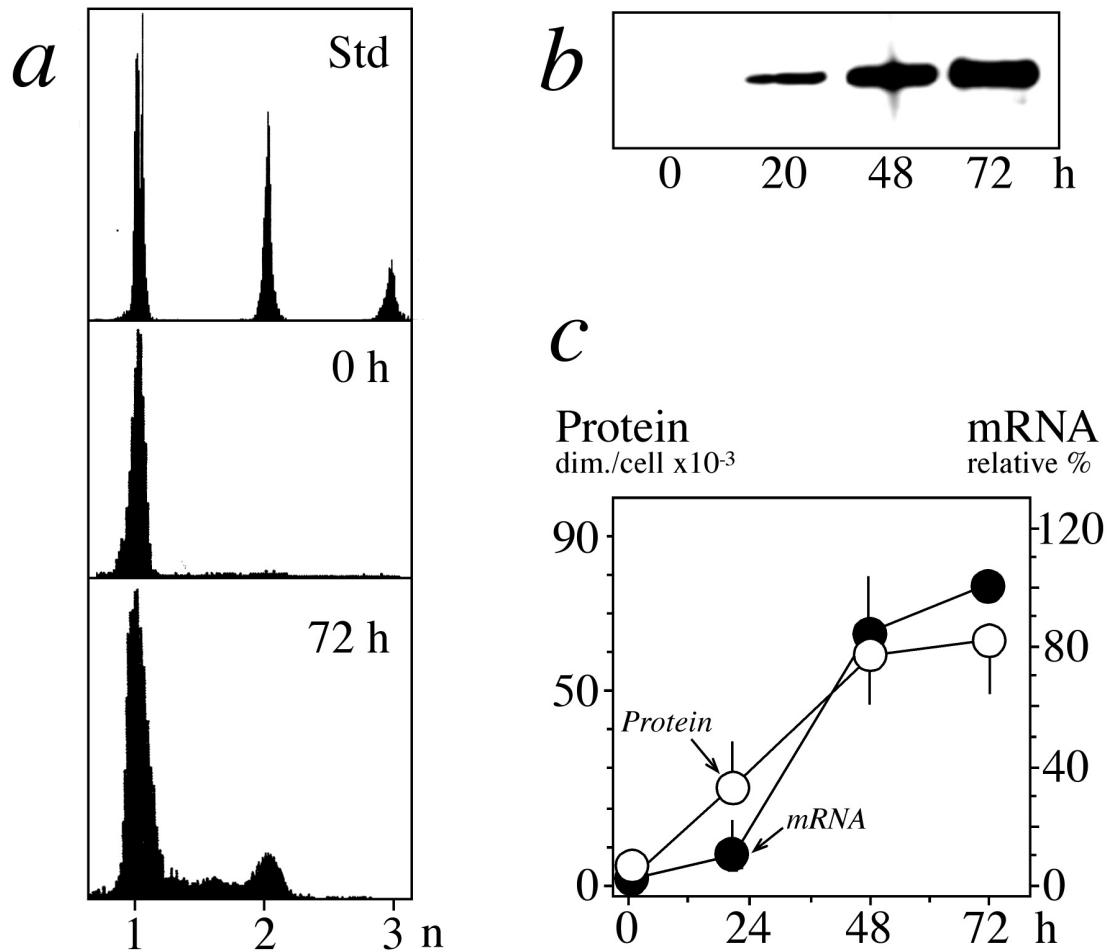 a
Std
0 h
72 h
1 2 3 n
b
0 20 48 72 h
c
Protein mRNA
dim./cell x10-3 relative %
90 120
80
50
Protein
40
mRNA
0 0
0 24 48 72 h